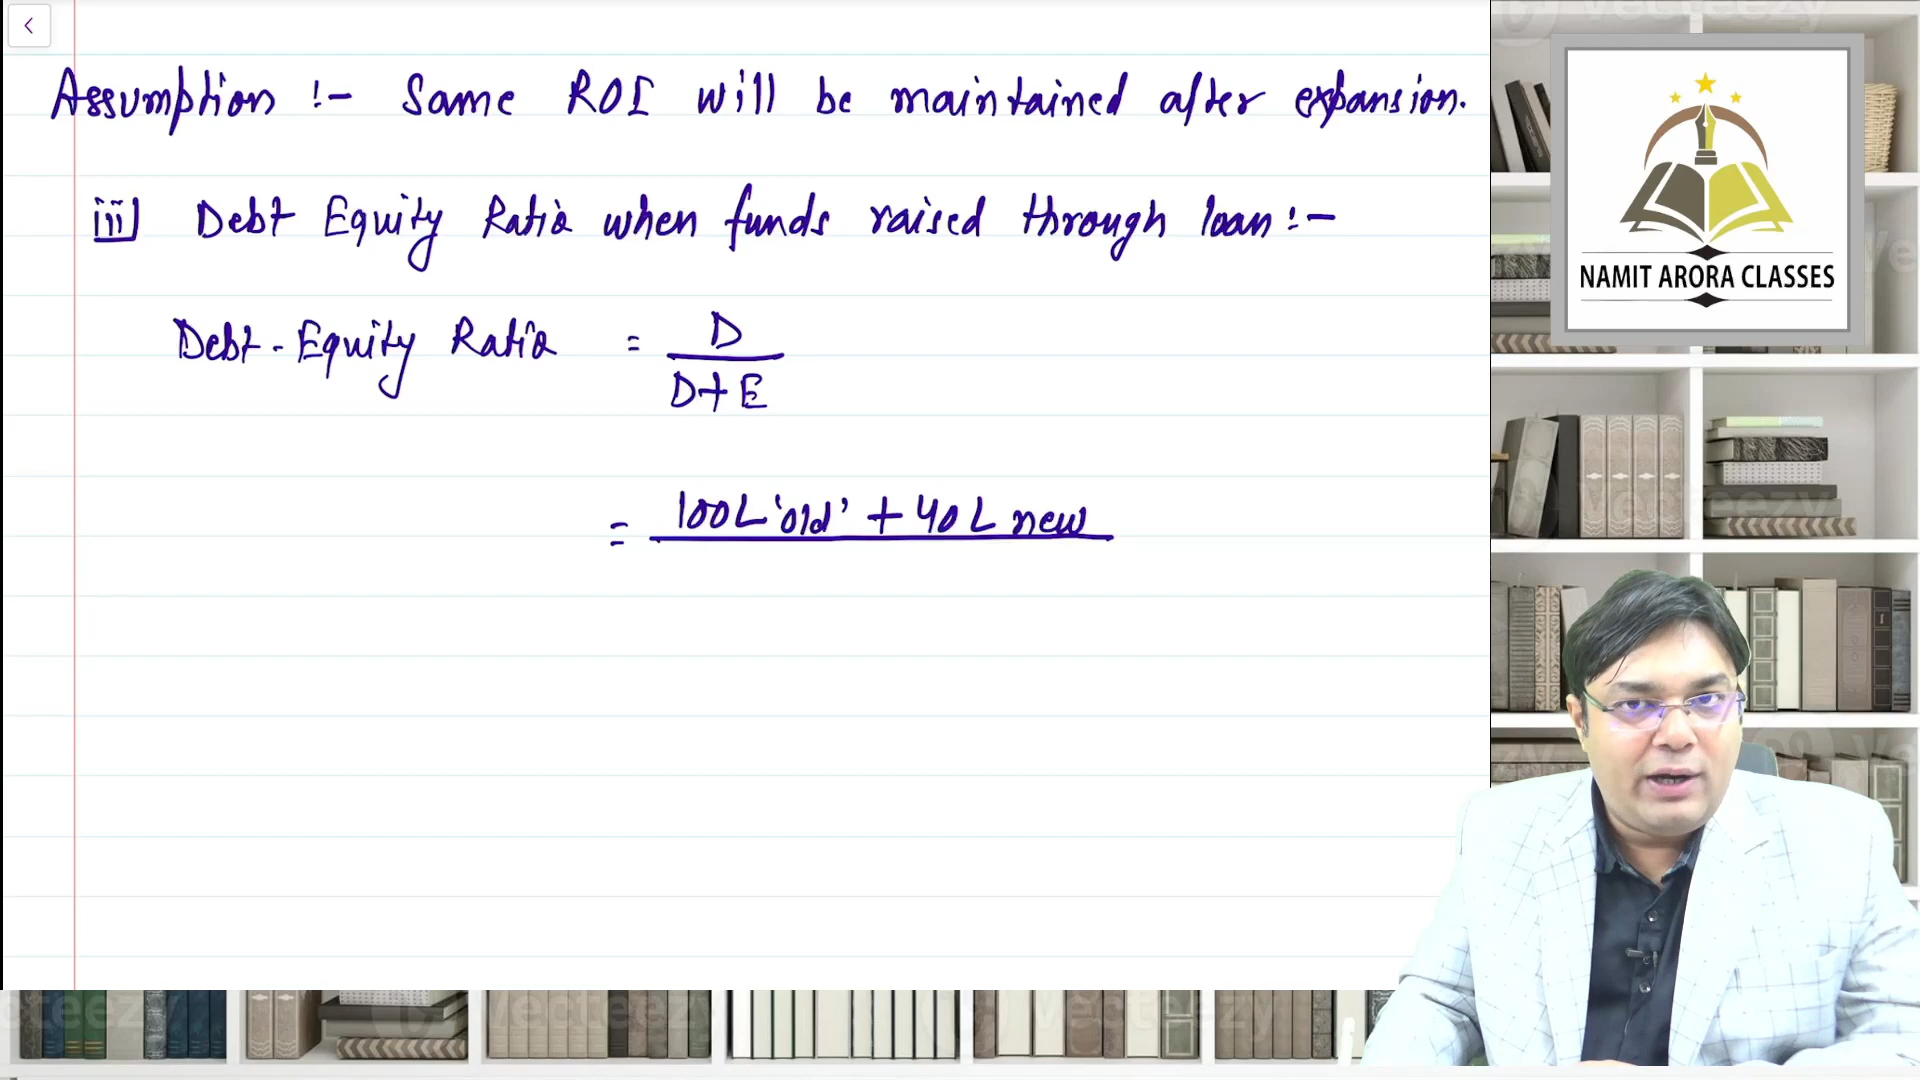 Assumption :- Same ROI will be maintained after expansion.
iii] Debt Equity Ratio when funds raised through loan :-
Debt-Equity Ratio = D
D+E
= 100L 'old' + 40L new
NAMIT ARORA CLASSES